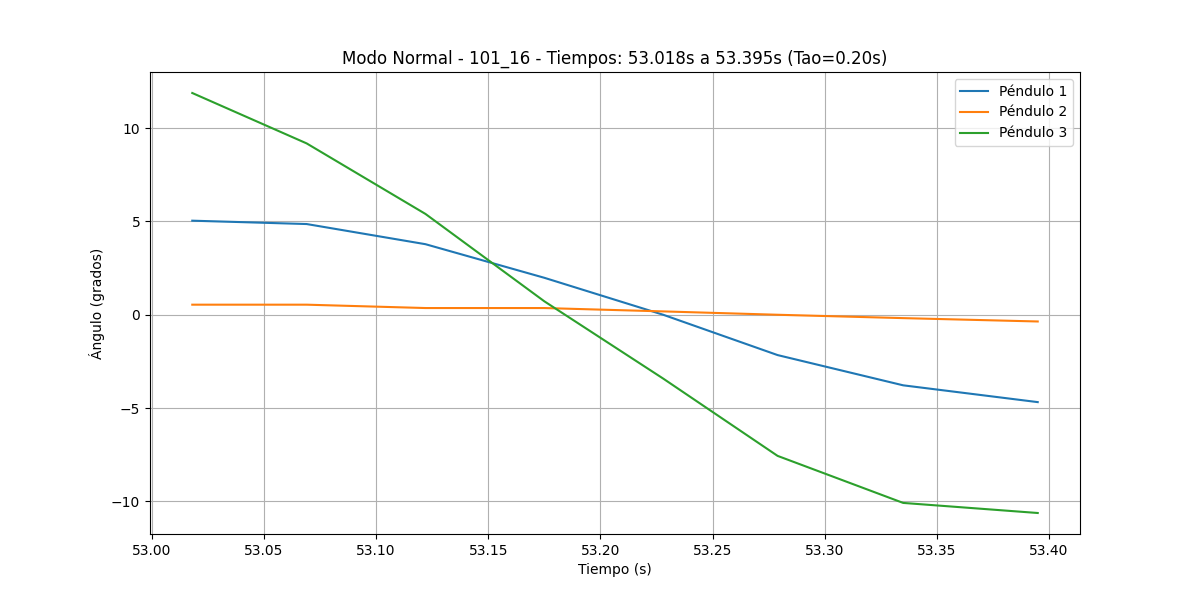 Modo Normal - 101_16 - Tiempos: 53.018s a 53.395s (Tao=0.20s)
Péndulo 1
Péndulo 2
Péndulo 3
Ángulo (grados)
10
5
0
−5
−10
53.00 53.05 53.10 53.15 53.20 53.25 53.30 53.35 53.40
Tiempo (s)